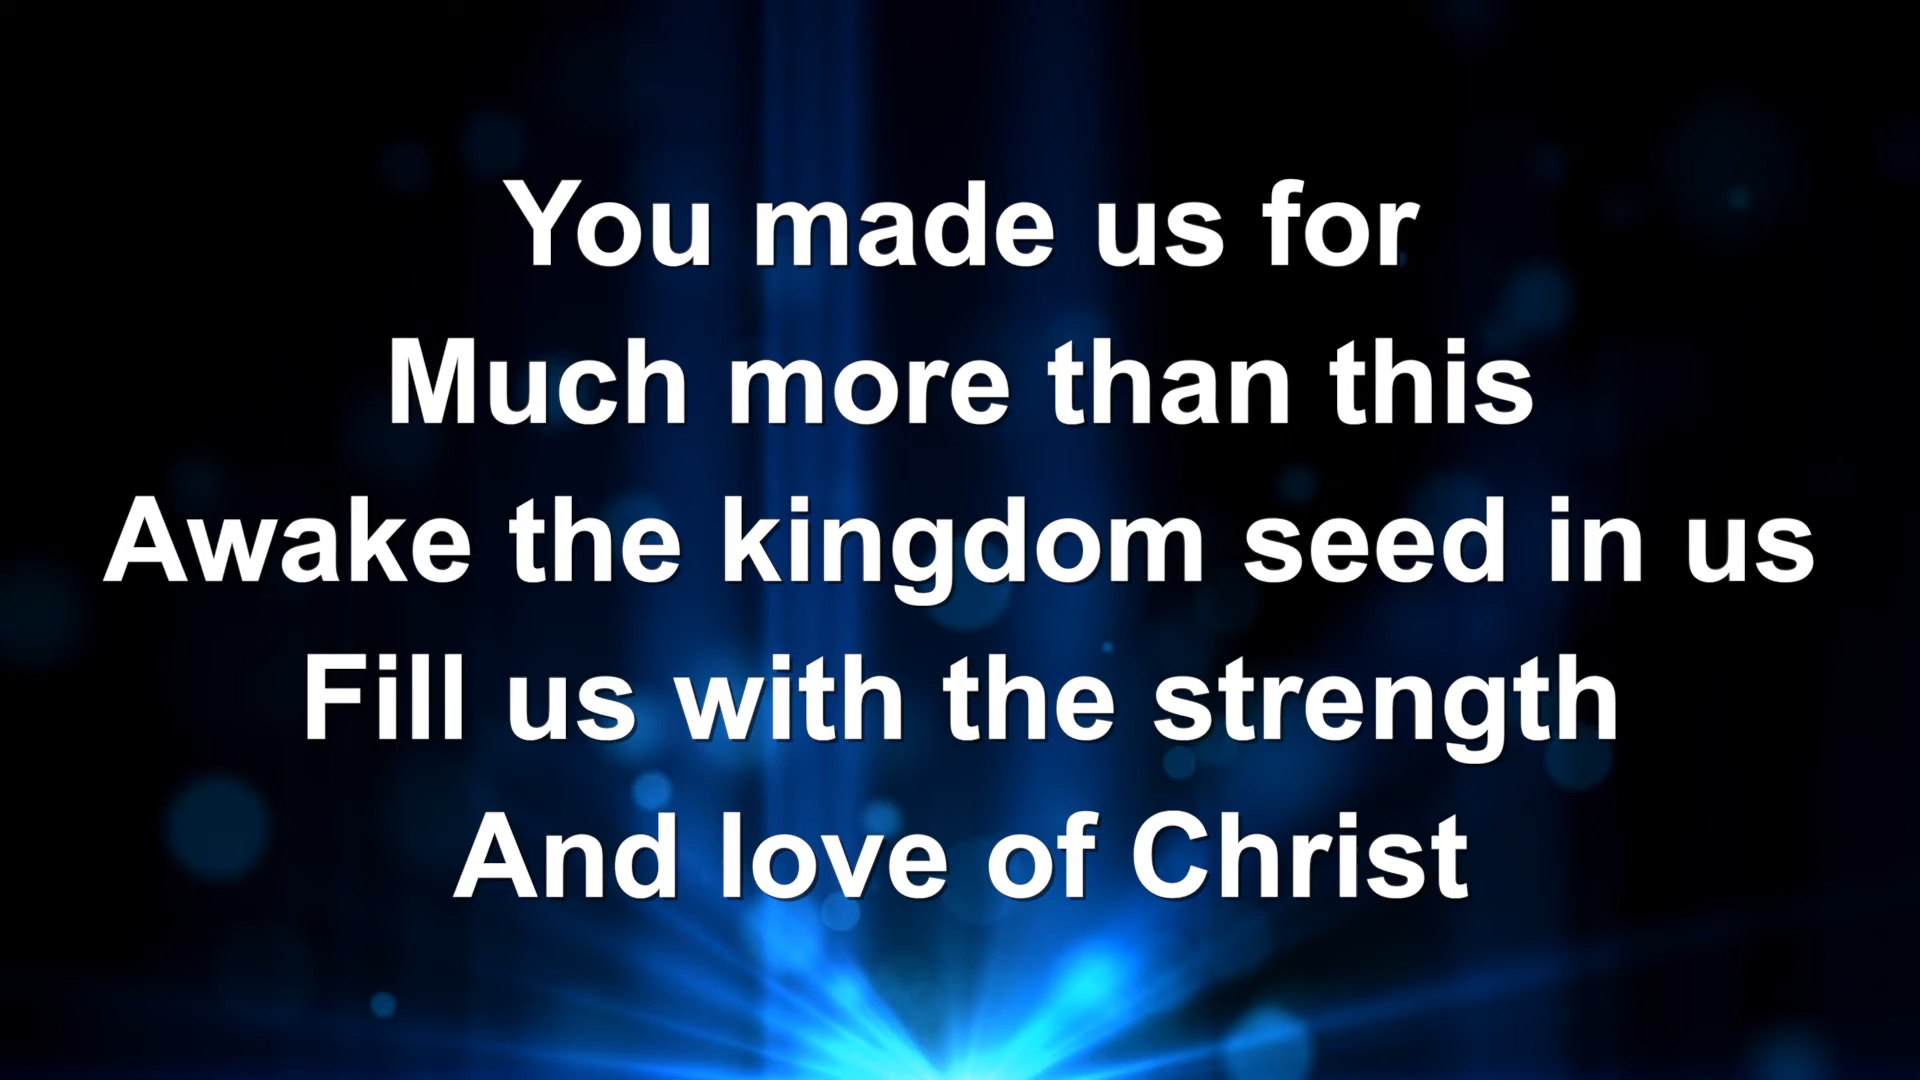 You made us for
Much more than this
Awake the kingdom seed in us
Fill us with the strength
And love of Christ